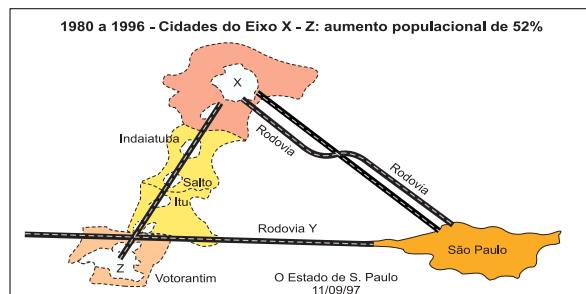 1980 a 1996 - Cidades do Eixo X - Z: aumento populacional de 52%
X
Indaiatuba
Rodovia
Rodovia
Salto
Itu
Rodovia Y
São Paulo
Z
Votorantim
O Estado de S. Paulo
11/09/97